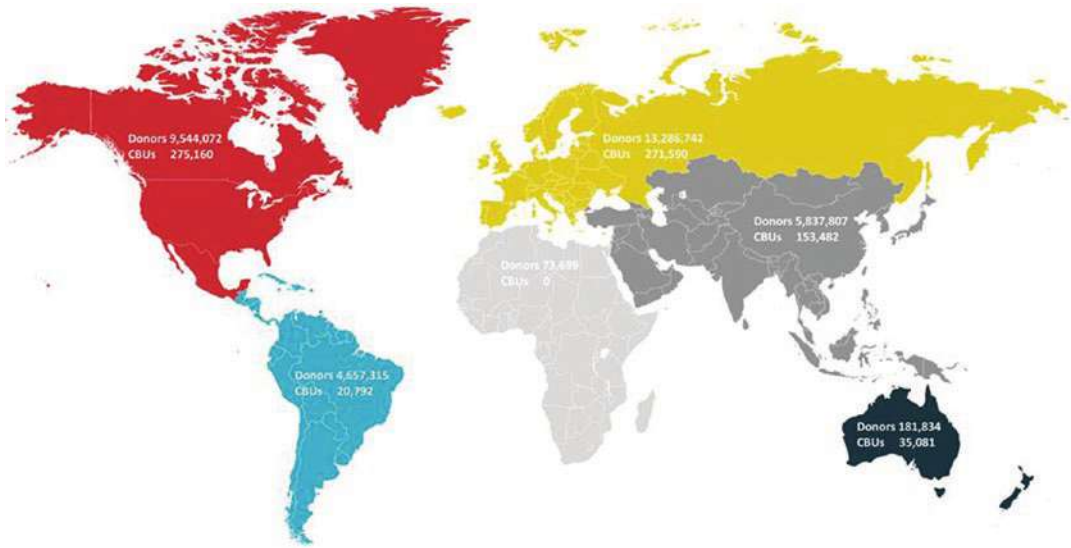 Donors 9,544,072
CBUs 275,160
Donors 13,286,742
CBUs 271,590
Donors 5,837,807
CBUs 153,482
Donors 73,699
CBUs 0
Donors 4,657,315
CBUs 20,792
Donors 181,834
CBUs 35,081